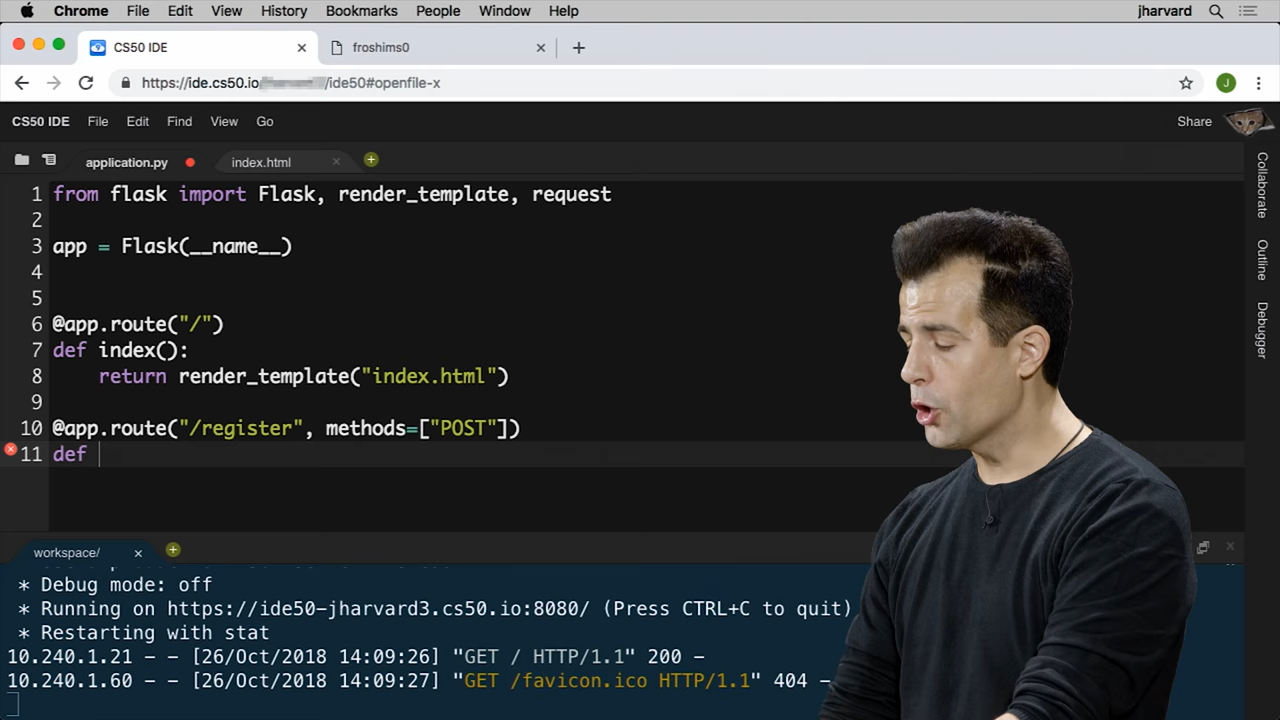 Chrome File Edit View History Bookmarks People Window Help jharvard
CS50 IDE froshims0
https://ide.cs50.io/ /ide50#openfile-x J
CS50 IDE File Edit Find View Go Share
application.py index.html
1 from flask import Flask, render_template, request
2
3 app = Flask(__name__)
4
5
6 @app.route("/")
7 def index():
8 return render_template("index.html")
9
10 @app.route("/register", methods=["POST"])
11 def
Collaborate
Outline
Debugger
workspace/
* Debug mode: off
* Running on https://ide50-jharvard3.cs50.io:8080/ (Press CTRL+C to quit)
* Restarting with stat
10.240.1.21 - - [26/Oct/2018 14:09:26] "GET / HTTP/1.1" 200 -
10.240.1.60 - - [26/Oct/2018 14:09:27] "GET /favicon.ico HTTP/1.1" 404 -